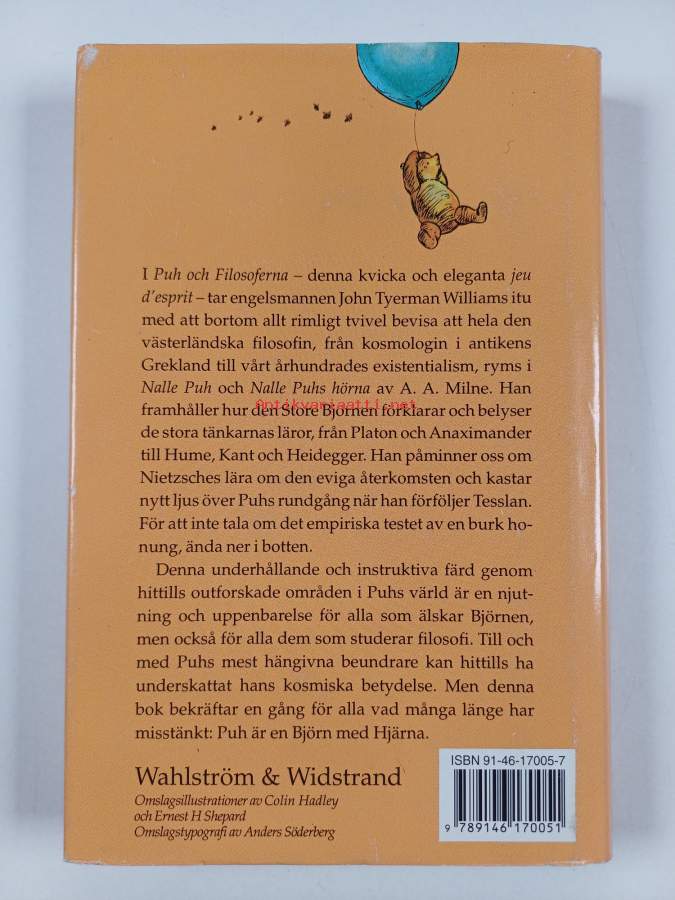 I Puh och Filosoferna – denna kvicka och eleganta jeu
d'esprit – tar engelsmannen John Tyerman Williams itu
med att bortom allt rimligt tvivel bevisa att hela den
västerländska filosofin, från kosmologin i antikens
Grekland till vårt århundrades existentialism, ryms i
Nalle Puh och Nalle Puhs hörna av A. A. Milne. Han
Antikvariaatti.net
framhåller hur den Store Björnen förklarar och belyser
de stora tänkarnas läror, från Platon och Anaximander
till Hume, Kant och Heidegger. Han påminner oss om
Nietzsches lära om den eviga återkomsten och kastar
nytt ljus över Puhs rundgång när han förföljer Tesslan.
För att inte tala om det empiriska testet av en burk ho-
nung, ända ner i botten.
Denna underhållande och instruktiva färd genom
hittills outforskade områden i Puhs värld är en njut-
ning och uppenbarelse för alla som älskar Björnen,
men också för alla dem som studerar filosofi. Till och
med Puhs mest hängivna beundrare kan hittills ha
underskattat hans kosmiska betydelse. Men denna
bok bekräftar en gång för alla vad många länge har
misstänkt: Puh är en Björn med Hjärna.
Wahlström & Widstrand
Omslagsillustrationer av Colin Hadley
och Ernest H Shepard
Omslagstypografi av Anders Söderberg
ISBN 91-46-17005-7
9 789146 170051